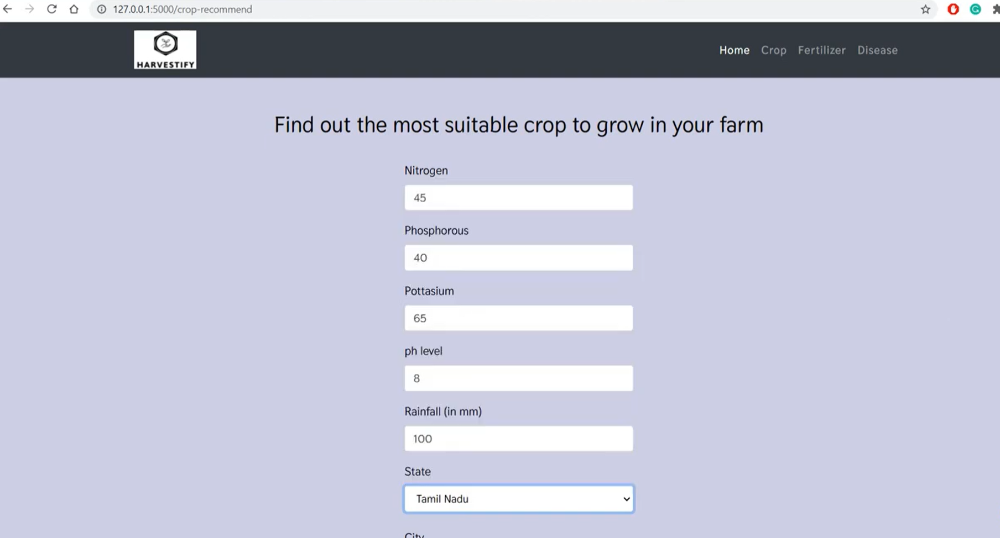 127.0.0.1:5000/crop-recommend
HARVESTIFY
Home Crop Fertilizer Disease
Find out the most suitable crop to grow in your farm
Nitrogen
45
Phosphorous
40
Pottasium
65
ph level
8
Rainfall (in mm)
100
State
Tamil Nadu
City